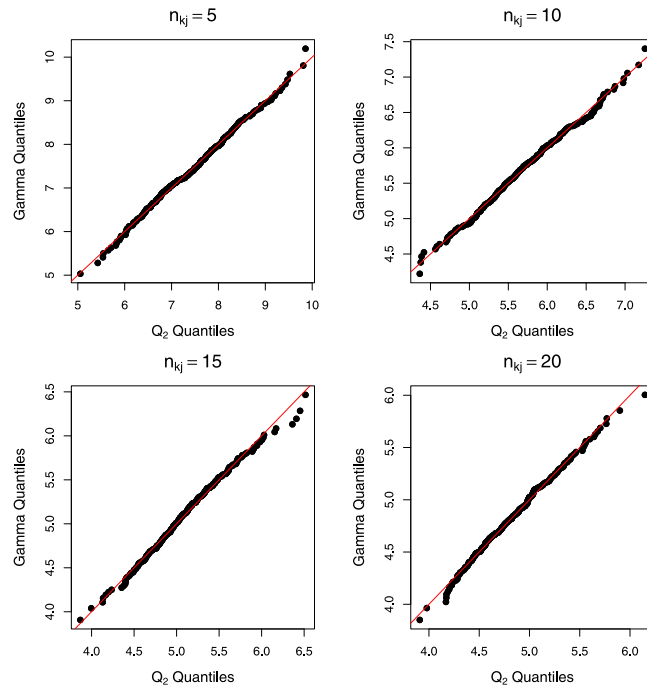 n_kj = 5
Gamma Quantiles
10
9
8
7
6
5
5 6 7 8 9 10
Q₂ Quantiles
n_kj = 10
Gamma Quantiles
7.5
7.0
6.5
6.0
5.5
5.0
4.5
4.5 5.0 5.5 6.0 6.5 7.0
Q₂ Quantiles
n_kj = 15
Gamma Quantiles
6.5
6.0
5.5
5.0
4.5
4.0
4.0 4.5 5.0 5.5 6.0 6.5
Q₂ Quantiles
n_kj = 20
Gamma Quantiles
6.0
5.5
5.0
4.5
4.0
4.0 4.5 5.0 5.5 6.0
Q₂ Quantiles